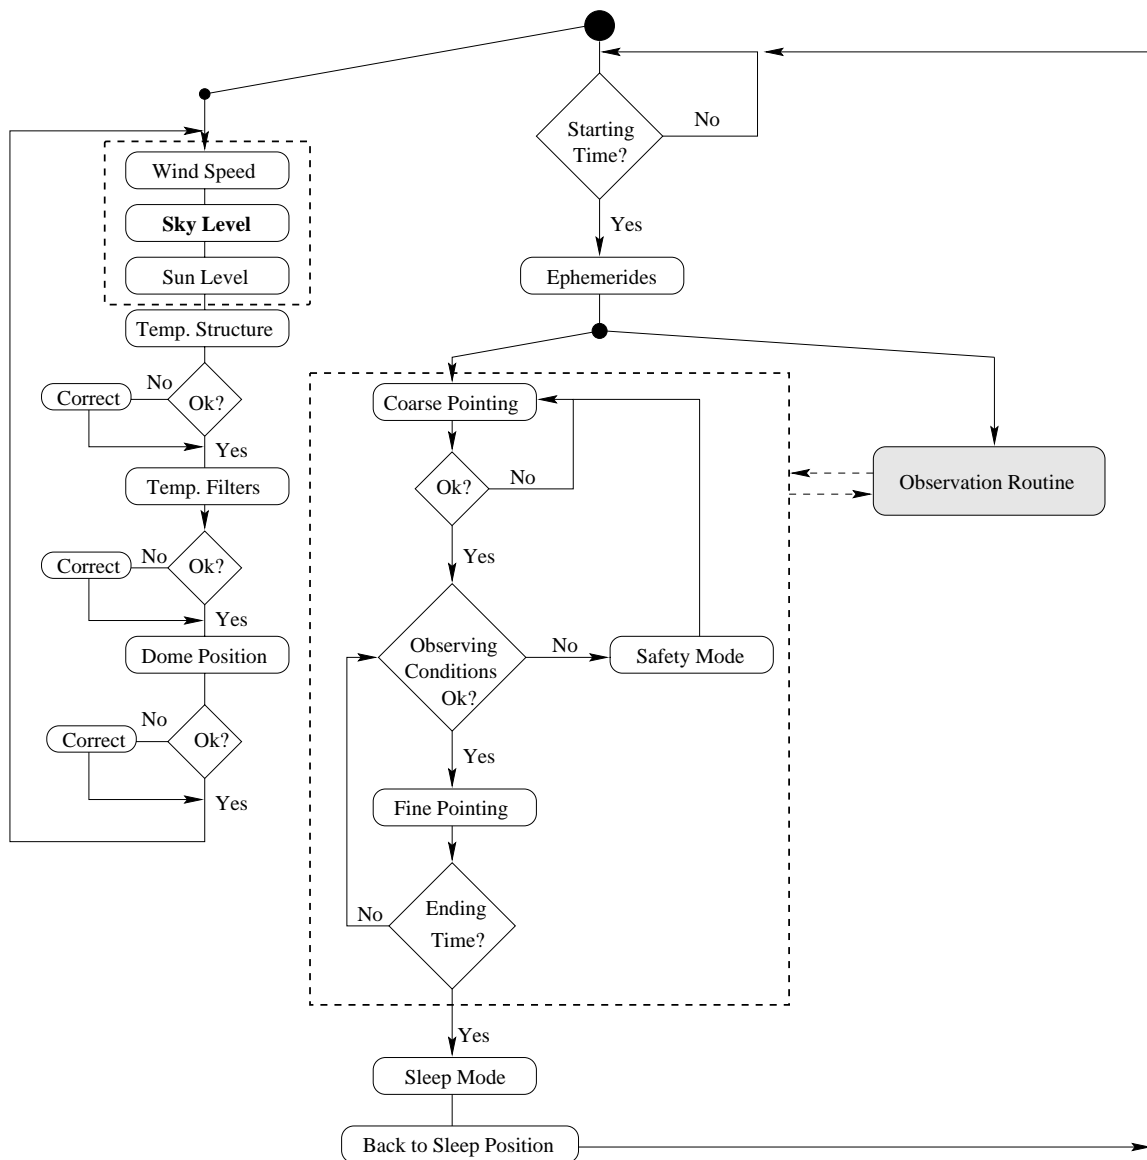 Starting
Time?
No
Yes
Ephemerides
Wind Speed
Sky Level
Sun Level
Temp. Structure
No
Correct
Ok?
Yes
Temp. Filters
No
Correct
Ok?
Yes
Dome Position
No
Correct
Ok?
Yes
Coarse Pointing
Ok?
No
Yes
Observing
Conditions
Ok?
No
Safety Mode
Yes
Fine Pointing
Ending
Time?
No
Yes
Sleep Mode
Back to Sleep Position
Observation Routine